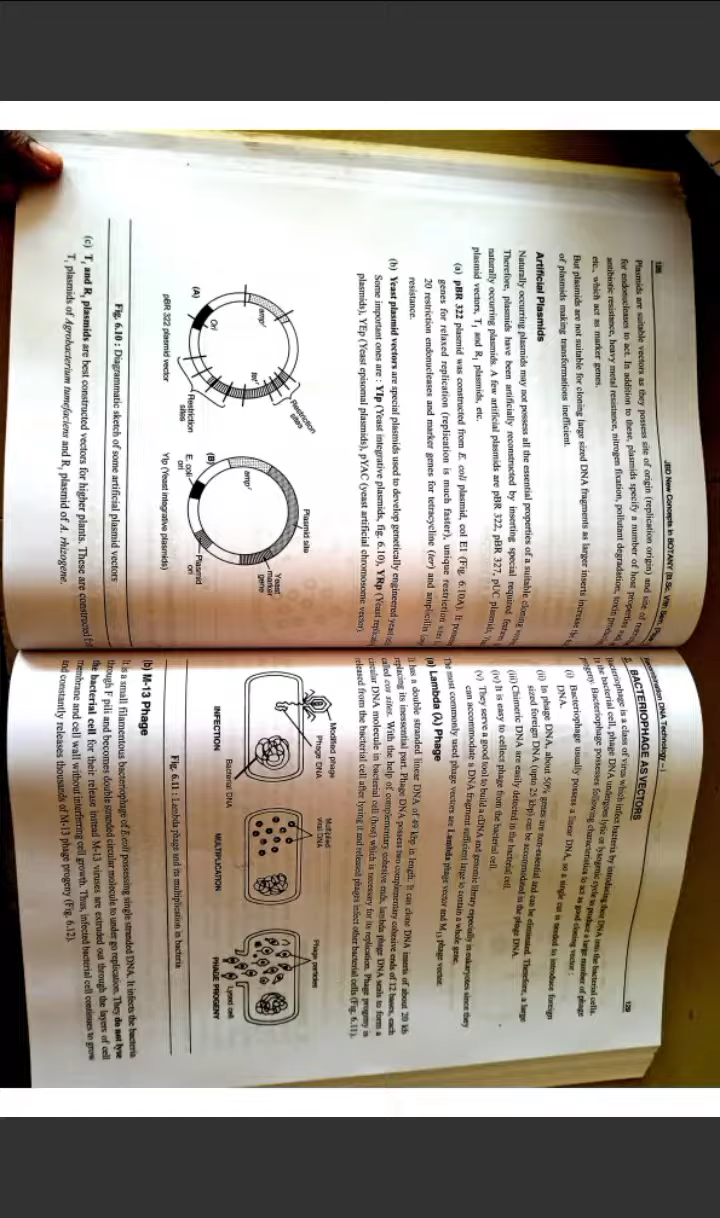 128
JBD New Concepts in BOTANY (B.Sc. VIth Sem.)
Plasmids are suitable vectors as they possess site of origin (replication origin) and site of
for endonucleases to act. In addition to these, plasmids specify a number of host properties
antibiotic resistance, heavy metal resistance, nitrogen fixation, pollutant degradation, toxin
etc., which act as marker genes.
But plasmids are not suitable for cloning large sized DNA fragments as larger inserts increase the
of plasmids making transformations inefficient.
Artificial Plasmids
Naturally occurring plasmids may not possess all the essential properties of a suitable cloning
Therefore, plasmids have been artificially reconstructed by inserting special required
naturally occurring plasmids. A few artificial plasmids are pBR 322, pBR 327, pUC plasmid,
plasmid vectors, Ti and Ri plasmids, etc.
(a) pBR 322 plasmid was constructed from E. coli plasmid, col E1 (Fig. 6.10A). It
genes for relaxed replication (replication is much faster), unique restriction sites
20 restriction endonucleases and marker genes for tetracycline (ter) and ampicilin
resistance.
(b) Yeast plasmid vectors are special plasmids used to develop genetically engineered yeast
Some important ones are : YIp (Yeast integrative plasmids, fig. 6.10), YRp (Yeast
plasmids), YEp (Yeast episomal plasmids), pYAC (yeast artificial chromosome vector).
Restriction sites
ampʳ
terʳ
Ori
Restriction sites
(A)
pBR 322 plasmid vector
Plasmid site
ampʳ
Yeast marker gene
(B)
E. coli ori
Plasmid ori
Yip (Yeast integrative plasmids)
Fig. 6.10 : Diagrammatic sketch of some artificial plasmid vectors
(c) Ti and Ri plasmids are best constructed vectors for higher plants. These are constructed
Ti plasmids of Agrobacterium tumefaciens and Ri plasmid of A. rhizogene.
Recombination DNA Technology – I
129
BACTERIOPHAGE AS VECTORS
Bacteriophage is a class of virus which infect bacteria by introducing their DNA into the bacterial cells.
In the bacterial cell, phage DNA undergoes lytic or lysogenic cycle to produce a large number of phage
progeny. Bacteriophage possesses following characteristics to act as good cloning vector :
(i) Bacteriophage usually possess a linear DNA, so a single cut is needed to introduce foreign
DNA.
(ii) In phage DNA, about 50% genes are non-essential and can be eliminated. Therefore, a large
sized foreign DNA (upto 25 kbp) can be accommodated in the phage DNA.
(iii) Chimeric DNA are easily detected in the bacterial cell.
(iv) It is easy to collect phage from the bacterial cell.
(v) They serve a good tool to build a cDNA and genomic library especially in eukaryotes since they
can accommodate a DNA fragment sufficient large to contain a whole gene.
The most commonly used phage vectors are Lambda phage vector and M13 phage vector.
(a) Lambda (λ) Phage
It has a double stranded linear DNA of 49 kbp in length. It can clone DNA inserts of about 20 kb
replacing its inessential part. Phage DNA possess two complementary cohesive ends of 12 bases, each
called cos sites. With the help of complementary cohesive ends, lambda phage DNA seals to form a
circular DNA molecule in bacterial cell (host) which is necessary for its replication. Phage progeny is
released from the bacterial cell after lysing it and released phages infect other bacterial cells (Fig. 6.11).
Modified phage
Phage DNA
Bacterial DNA
INFECTION
Multiplied viral DNA
MULTIPLICATION
Phage particles
Lysed cell
PHAGE PROGENY
Fig. 6.11 : Lambda phage and its multiplication in bacteria
(b) M-13 Phage
It is a small filamentous bacteriophage of E.coli possessing single stranded DNA. It infects the bacteria
through F pili and becomes double stranded circular molecule to under go replication. They do not lyse
the bacterial cell for their release instead M-13 viruses are extruded out through the layers of cell
membrane and cell wall without interfering cell growth. Thus, infected bacterial cell continues to grow
and constantly releases thousands of M-13 phage progeny (Fig. 6.12).